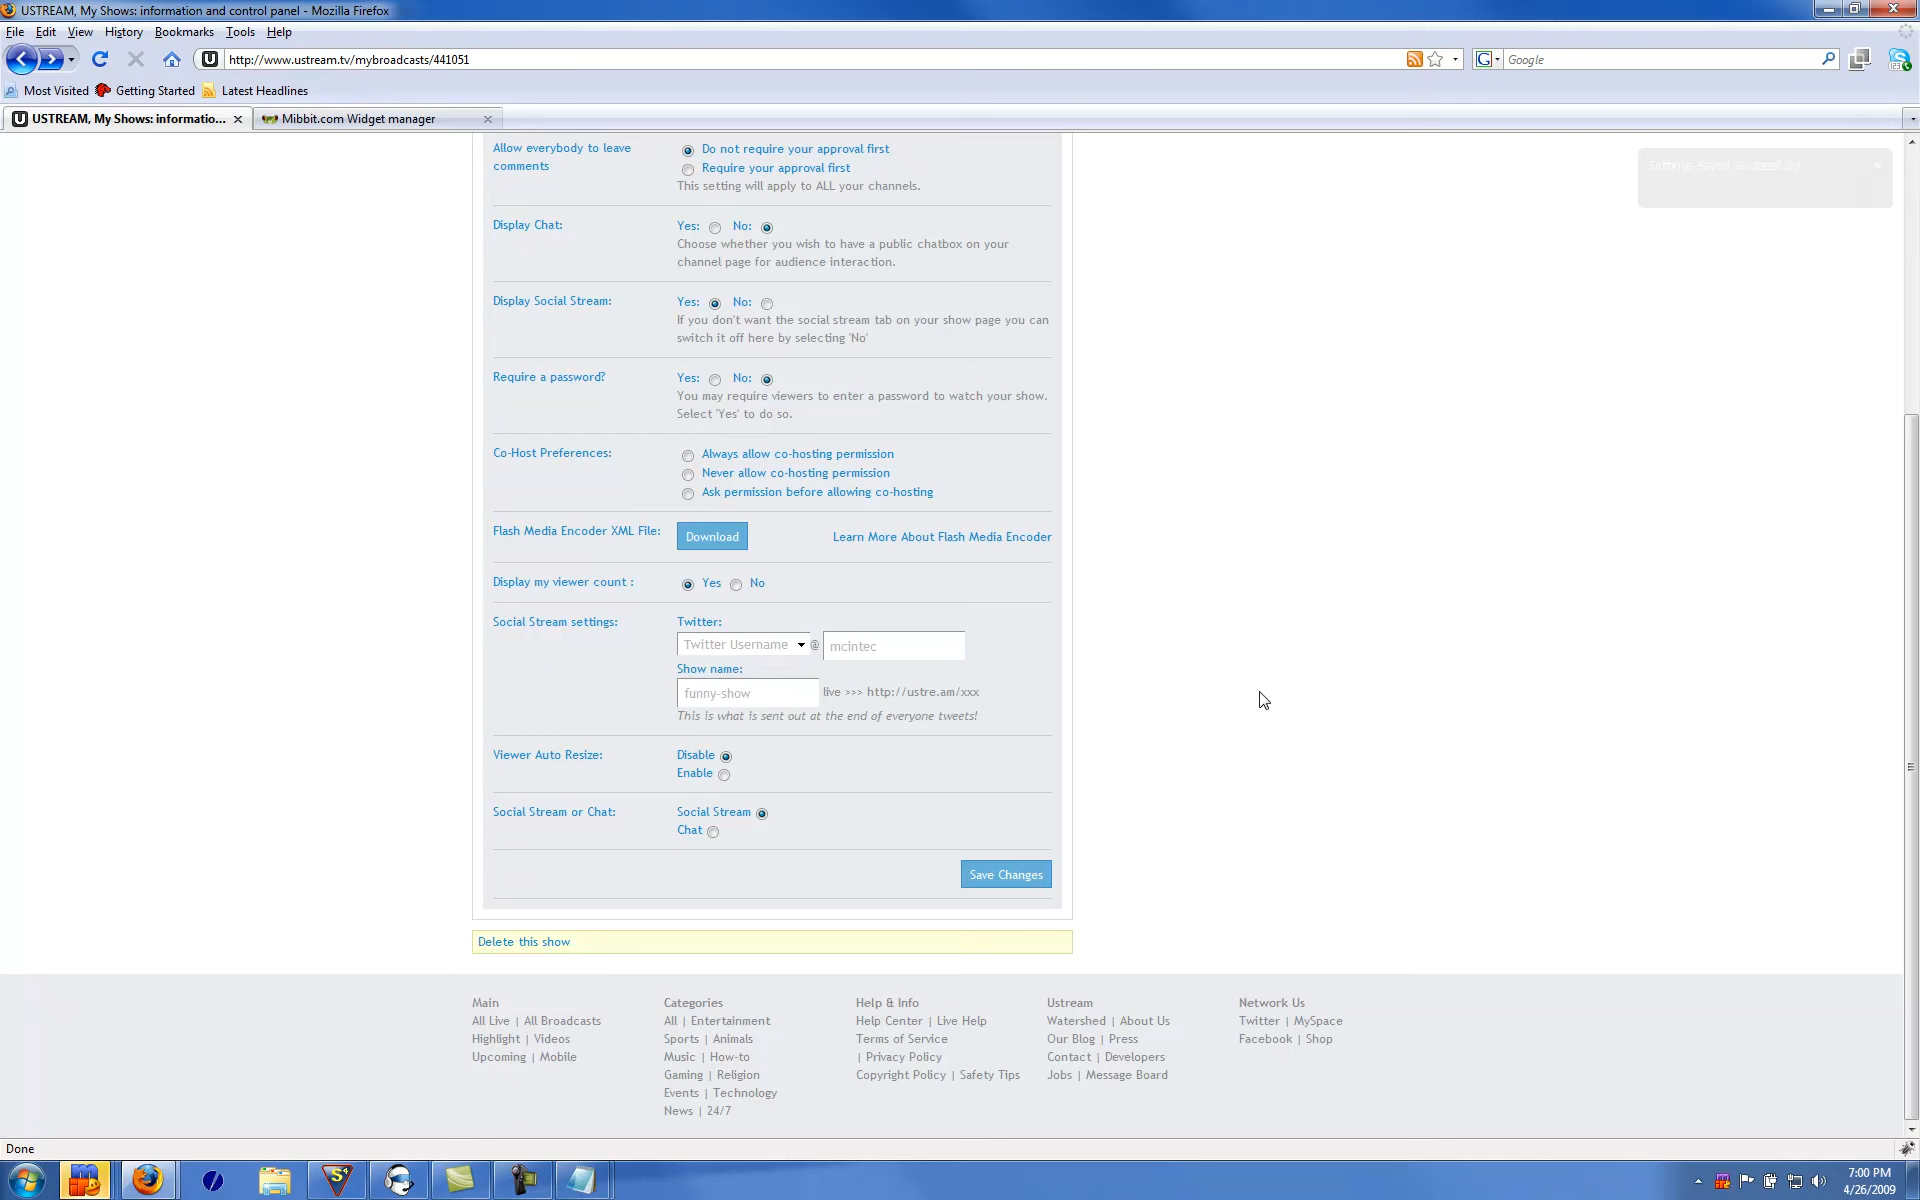 USTREAM, My Shows: information and control panel - Mozilla Firefox
File Edit View History Bookmarks Tools Help
http://www.ustream.tv/mybroadcasts/441051
Google
Most Visited Getting Started Latest Headlines
USTREAM, My Shows: informatio...
Mibbit.com Widget manager
Settings Saved Successfully!
Allow everybody to leave comments
Do not require your approval first
Require your approval first
This setting will apply to ALL your channels.
Display Chat:
Yes: No:
Choose whether you wish to have a public chatbox on your
channel page for audience interaction.
Display Social Stream:
Yes: No:
If you don't want the social stream tab on your show page you can
switch it off here by selecting 'No'
Require a password?
Yes: No:
You may require viewers to enter a password to watch your show.
Select 'Yes' to do so.
Co-Host Preferences:
Always allow co-hosting permission
Never allow co-hosting permission
Ask permission before allowing co-hosting
Flash Media Encoder XML File:
Download
Learn More About Flash Media Encoder
Display my viewer count :
Yes No
Social Stream settings:
Twitter:
Twitter Username @ mcintec
Show name:
funny-show live >>> http://ustre.am/xxx
This is what is sent out at the end of everyone tweets!
Viewer Auto Resize:
Disable
Enable
Social Stream or Chat:
Social Stream
Chat
Save Changes
Delete this show
Main
All Live | All Broadcasts
Highlight | Videos
Upcoming | Mobile
Categories
All | Entertainment
Sports | Animals
Music | How-to
Gaming | Religion
Events | Technology
News | 24/7
Help & Info
Help Center | Live Help
Terms of Service
| Privacy Policy
Copyright Policy | Safety Tips
Ustream
Watershed | About Us
Our Blog | Press
Contact | Developers
Jobs | Message Board
Network Us
Twitter | MySpace
Facebook | Shop
Done
7:00 PM
4/26/2009